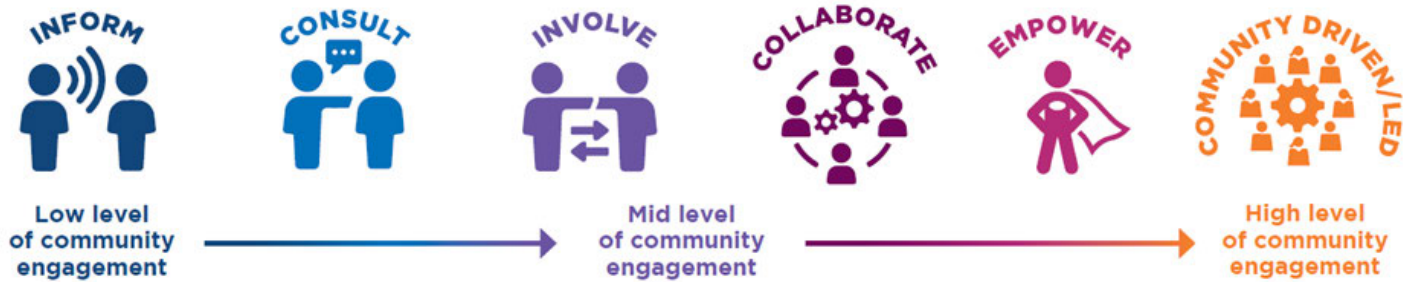 INFORM
CONSULT
INVOLVE
COLLABORATE
EMPOWER
COMMUNITY DRIVEN/LED
Low level
of community
engagement
Mid level
of community
engagement
High level
of community
engagement